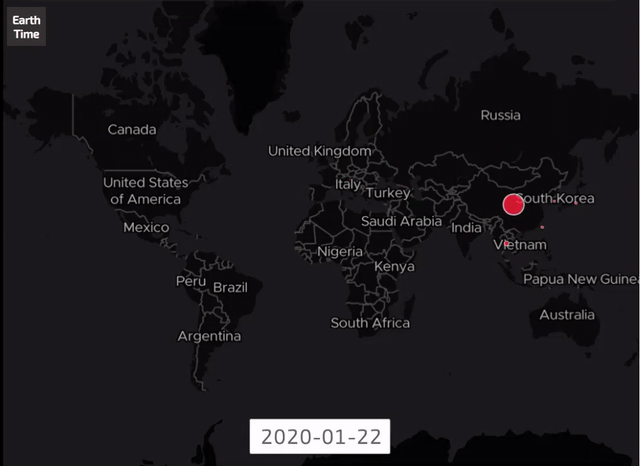 Earth
Time
Russia
Canada
United Kingdom
Italy
Turkey
United States
of America
South Korea
Saudi Arabia
India
Mexico
Vietnam
Nigeria
Kenya
Papua New Guinea
Peru
Brazil
Australia
South Africa
Argentina
2020-01-22